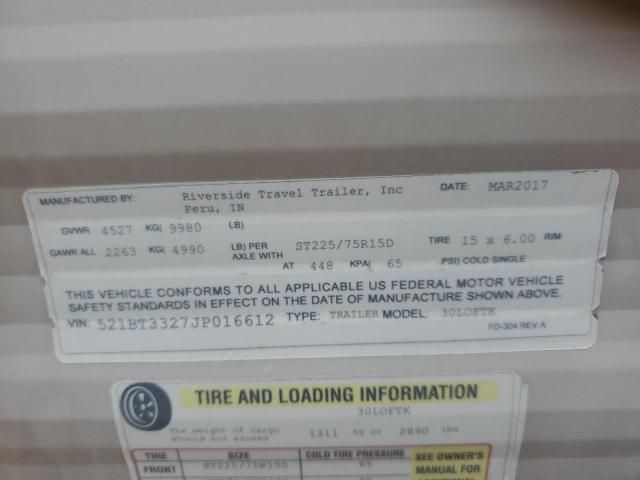 MANUFACTURED BY: Riverside Travel Trailer, Inc DATE: MAR2017
Peru, IN
GVWR 4527 KG( 9980 LB)
GAWR ALL 2263 KG( 4990 LB) PER AXLE WITH ST225/75R15D TIRE 15 x 6.00 RIM
AT 448 KPA( 65 PSI) COLD SINGLE
THIS VEHICLE CONFORMS TO ALL APPLICABLE US FEDERAL MOTOR VEHICLE
SAFETY STANDARDS IN EFFECT ON THE DATE OF MANUFACTURE SHOWN ABOVE.
VIN: 521BT3327JP016612 TYPE: TRAILER MODEL: 30LOFTK
FD-304 REV A
TIRE AND LOADING INFORMATION
30LOFTK
The weight of cargo should not exceed 1311 kg or 2890 lbs
TIRE SIZE COLD TIRE PRESSURE SEE OWNER'S
FRONT ST225/75R15D 65 MANUAL FOR